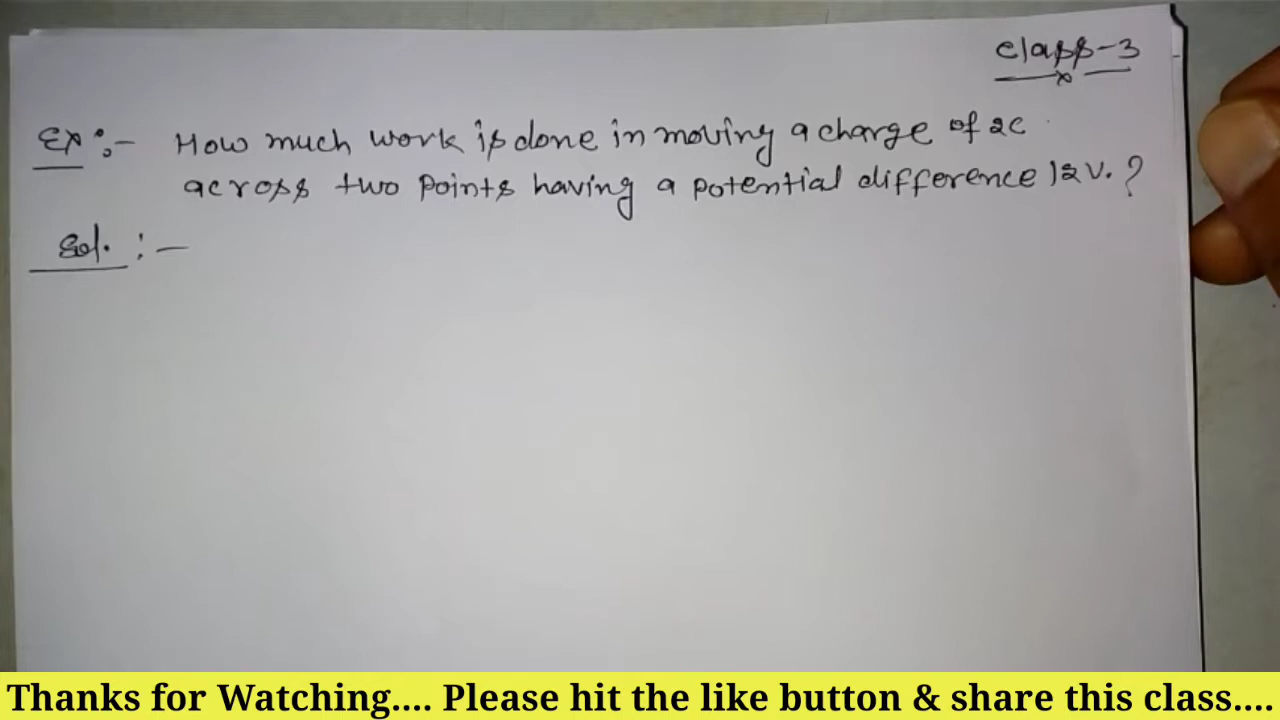 Class-3
Ex :- How much work is done in moving a charge of 2C
across two points having a potential difference 12 V. ?
Sol. :-
Thanks for Watching.... Please hit the like button & share this class....